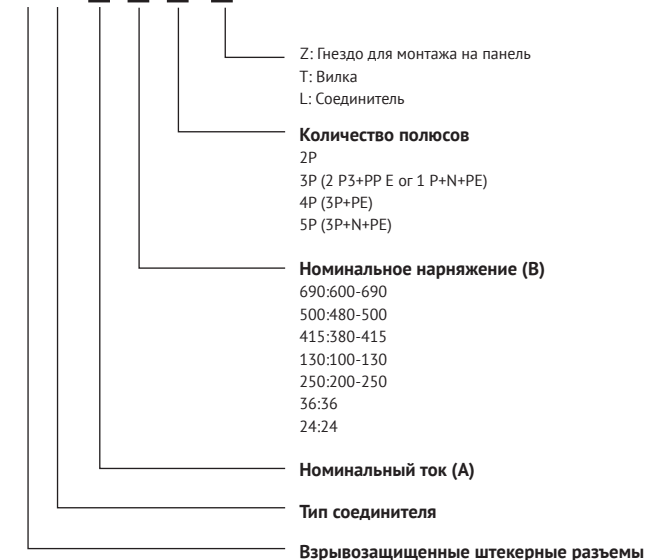 Z: Гнездо для монтажа на панель
T: Вилка
L: Соединитель
Количество полюсов
2P
3P (2 P3+PP E ог 1 P+N+PE)
4P (3P+PE)
5P (3P+N+PE)
Номинальное нарняжение (В)
690:600-690
500:480-500
415:380-415
130:100-130
250:200-250
36:36
24:24
Номинальный ток (А)
Тип соединителя
Взрывозащищенные штекерные разъемы